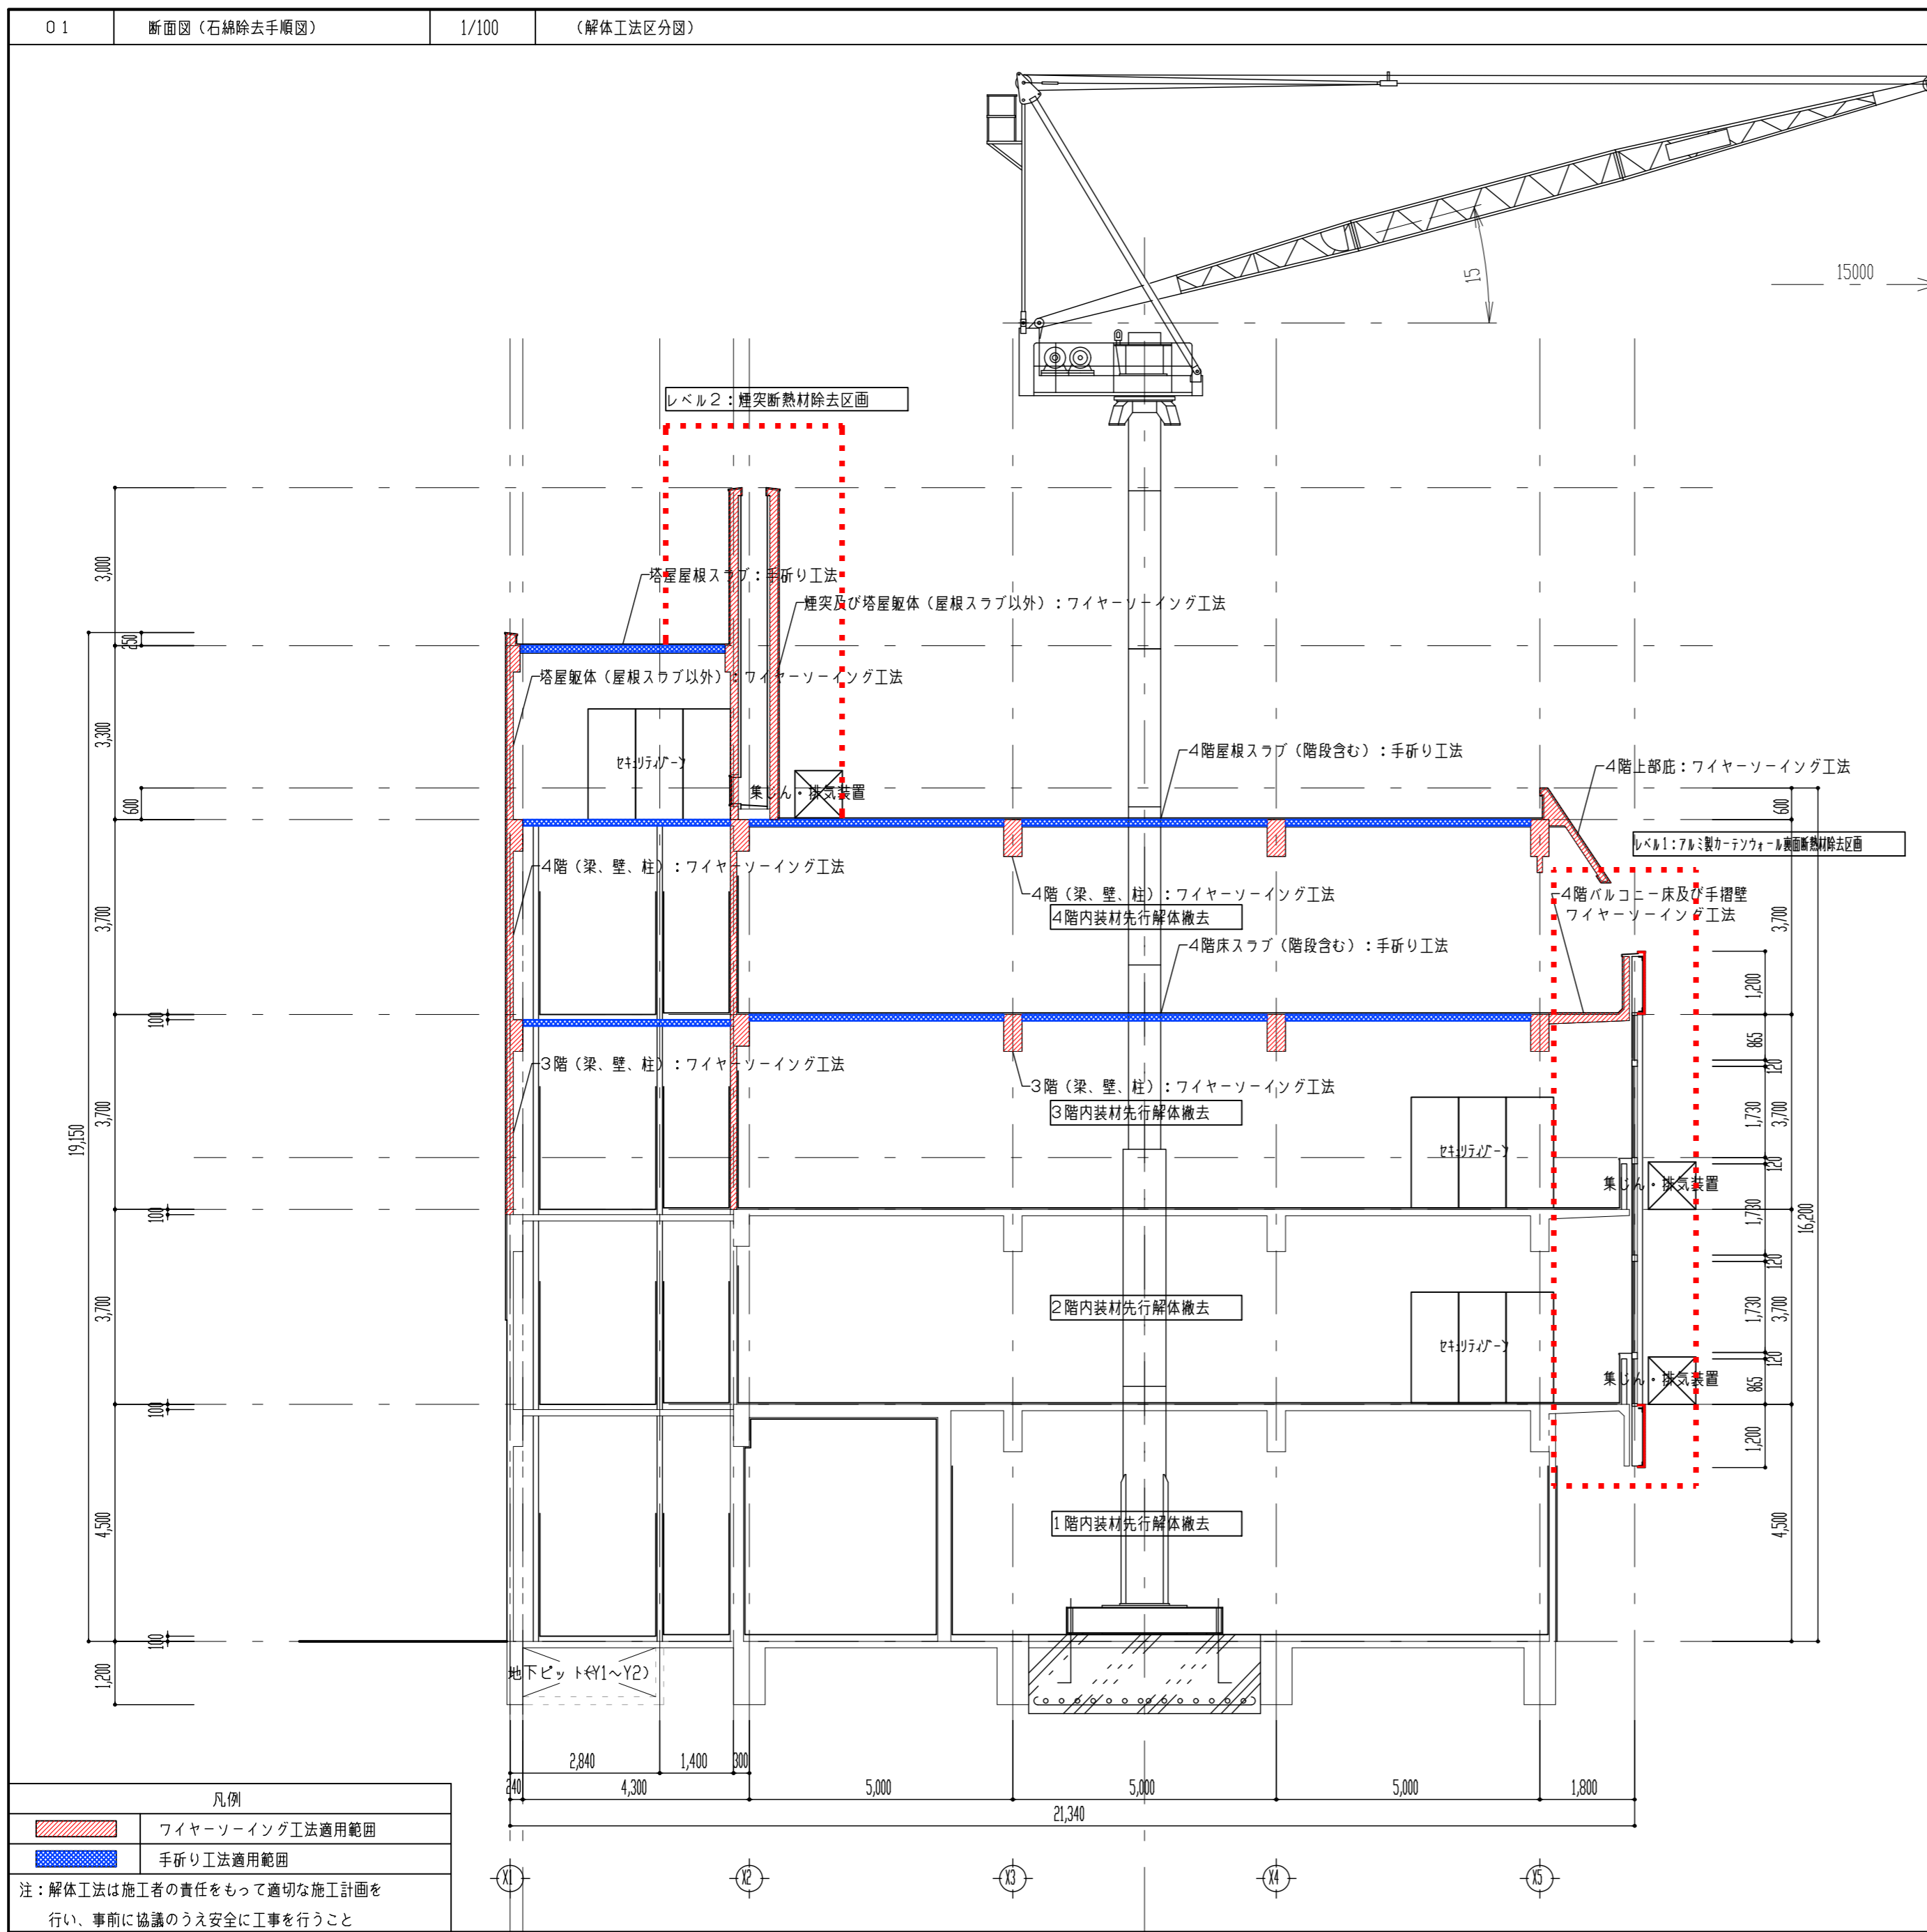 01 断面図（石綿除去手順図） 1/100 （解体工法区分図）
15
15000
レベル２：煙突断熱材除去区画
塔屋屋根スラブ：手斫り工法
煙突及び塔屋躯体（屋根スラブ以外）：ワイヤーソーイング工法
塔屋躯体（屋根スラブ以外）：ワイヤーソーイング工法
セキュリティゾーン
集じん・排気装置
4階屋根スラブ（階段含む）：手斫り工法
4階上部庇：ワイヤーソーイング工法
レベル１：アルミ製カーテンウォール裏面断熱材除去区画
4階（梁、壁、柱）：ワイヤーソーイング工法
4階（梁、壁、柱）：ワイヤーソーイング工法
4階内装材先行解体撤去
4階バルコニー床及び手摺壁
ワイヤーソーイング工法
4階床スラブ（階段含む）：手斫り工法
3階（梁、壁、柱）：ワイヤーソーイング工法
3階（梁、壁、柱）：ワイヤーソーイング工法
3階内装材先行解体撤去
セキュリティゾーン
集じん・排気装置
2階内装材先行解体撤去
セキュリティゾーン
集じん・排気装置
1階内装材先行解体撤去
地下ピット(Y1～Y2)
3,000
250
3,300
600
3,700
100
3,700
100
3,700
100
4,500
100
1,200
19,150
600
3,700
1,200
865
120
1,730
3,700
120
1,730
120
1,730
3,700
120
865
1,200
4,500
16,200
2,840 1,400 300
240 4,300 5,000 5,000 5,000 1,800
21,340
X1 X2 X3 X4 X5
凡例
ワイヤーソーイング工法適用範囲
手斫り工法適用範囲
注：解体工法は施工者の責任をもって適切な施工計画を
行い、事前に協議のうえ安全に工事を行うこと